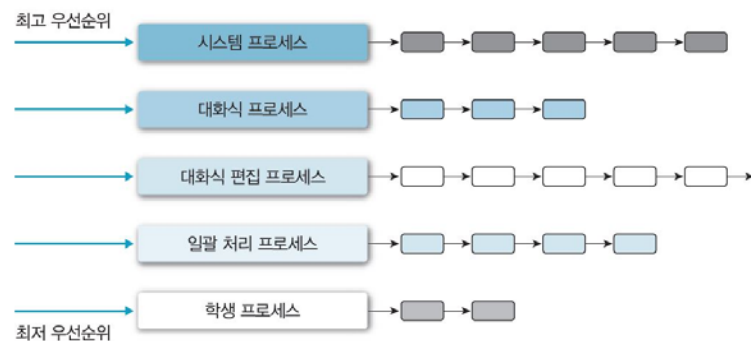 최고 우선순위
시스템 프로세스
대화식 프로세스
대화식 편집 프로세스
일괄 처리 프로세스
학생 프로세스
최저 우선순위